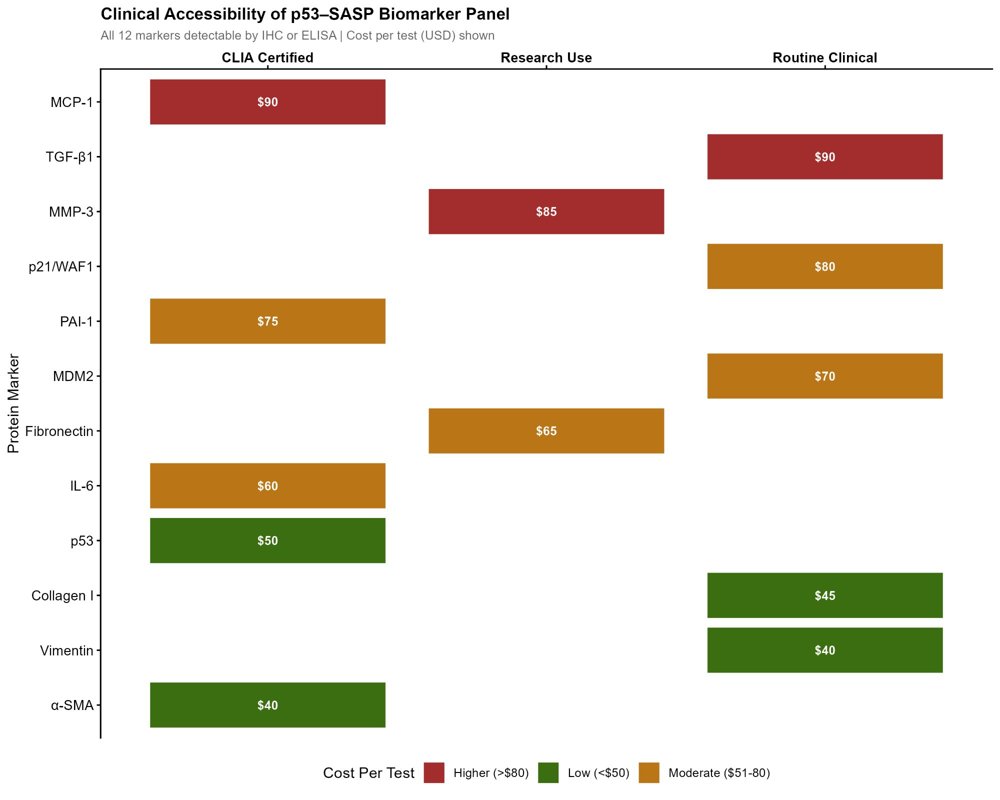 Clinical Accessibility of p53–SASP Biomarker Panel
All 12 markers detectable by IHC or ELISA | Cost per test (USD) shown
CLIA Certified Research Use Routine Clinical
Protein Marker
MCP-1 $90
TGF-β1 $90
MMP-3 $85
p21/WAF1 $80
PAI-1 $75
MDM2 $70
Fibronectin $65
IL-6 $60
p53 $50
Collagen I $45
Vimentin $40
α-SMA $40
Cost Per Test Higher (>$80) Low (<$50) Moderate ($51-80)